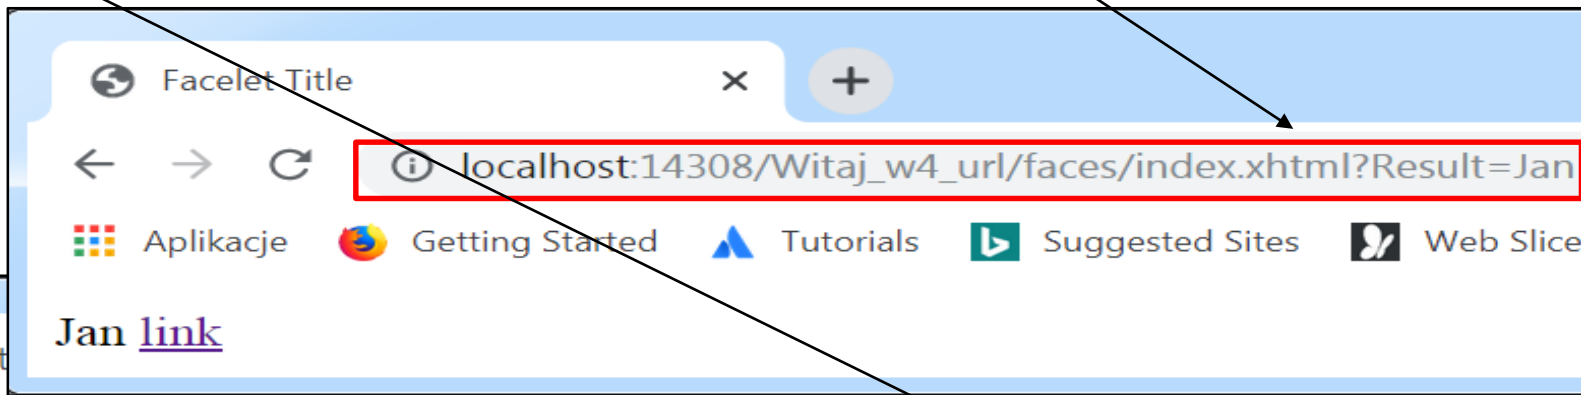 Facelet Title
localhost:14308/Witaj_w4_url/faces/index.xhtml?Result=Jan
Aplikacje Getting Started Tutorials Suggested Sites Web Slice
Jan link